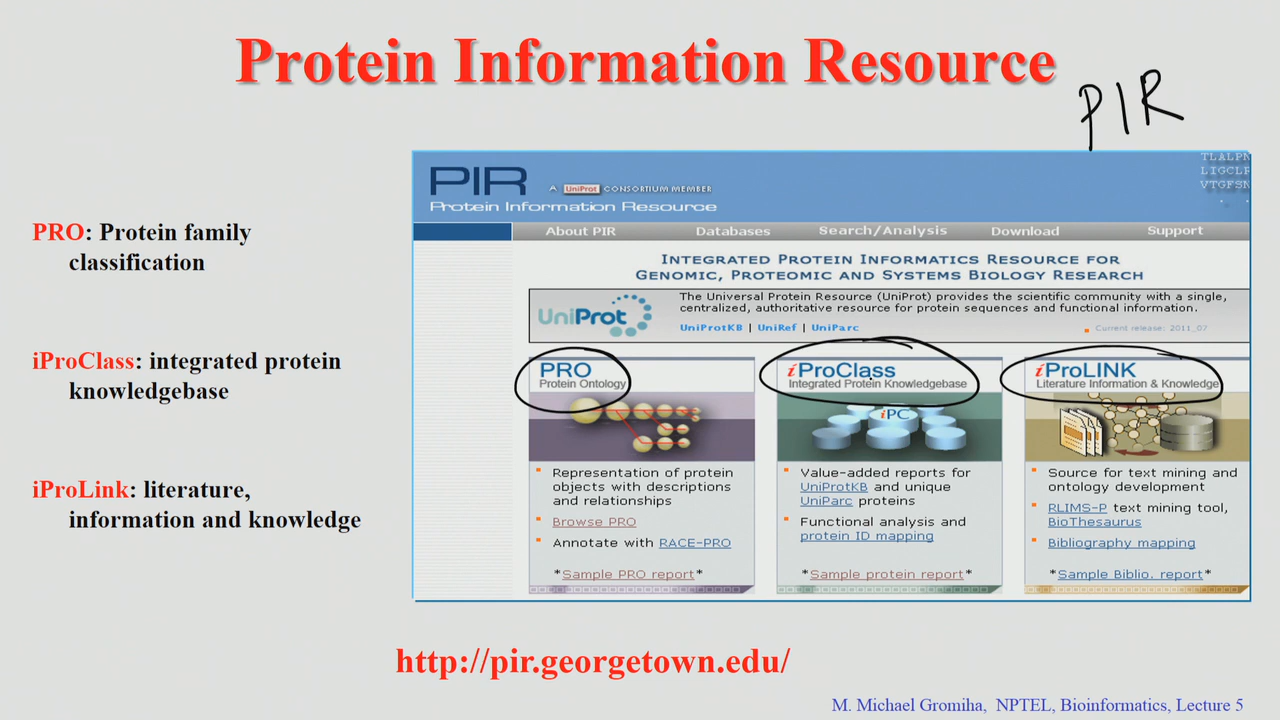 Protein Information Resource
PIR
PRO: Protein family
classification
iProClass: integrated protein
knowledgebase
iProLink: literature,
information and knowledge
PIR
A UniProt CONSORTIUM MEMBER
Protein Information Resource
TLALPN
LIGCLF
VTGFSN
About PIR Databases Search/Analysis Download Support
INTEGRATED PROTEIN INFORMATICS RESOURCE FOR
GENOMIC, PROTEOMIC AND SYSTEMS BIOLOGY RESEARCH
UniProt
The Universal Protein Resource (UniProt) provides the scientific community with a single,
centralized, authoritative resource for protein sequences and functional information.
UniProtKB | UniRef | UniParc
Current release: 2011_07
PRO
Protein Ontology
Representation of protein
objects with descriptions
and relationships
Browse PRO
Annotate with RACE-PRO
*Sample PRO report*
iProClass
Integrated Protein Knowledgebase
iPC
Value-added reports for
UniProtKB and unique
UniParc proteins
Functional analysis and
protein ID mapping
*Sample protein report*
iProLINK
Literature Information & Knowledge
Source for text mining and
ontology development
RLIMS-P text mining tool,
BioThesaurus
Bibliography mapping
*Sample Biblio. report*
http://pir.georgetown.edu/
M. Michael Gromiha, NPTEL, Bioinformatics, Lecture 5